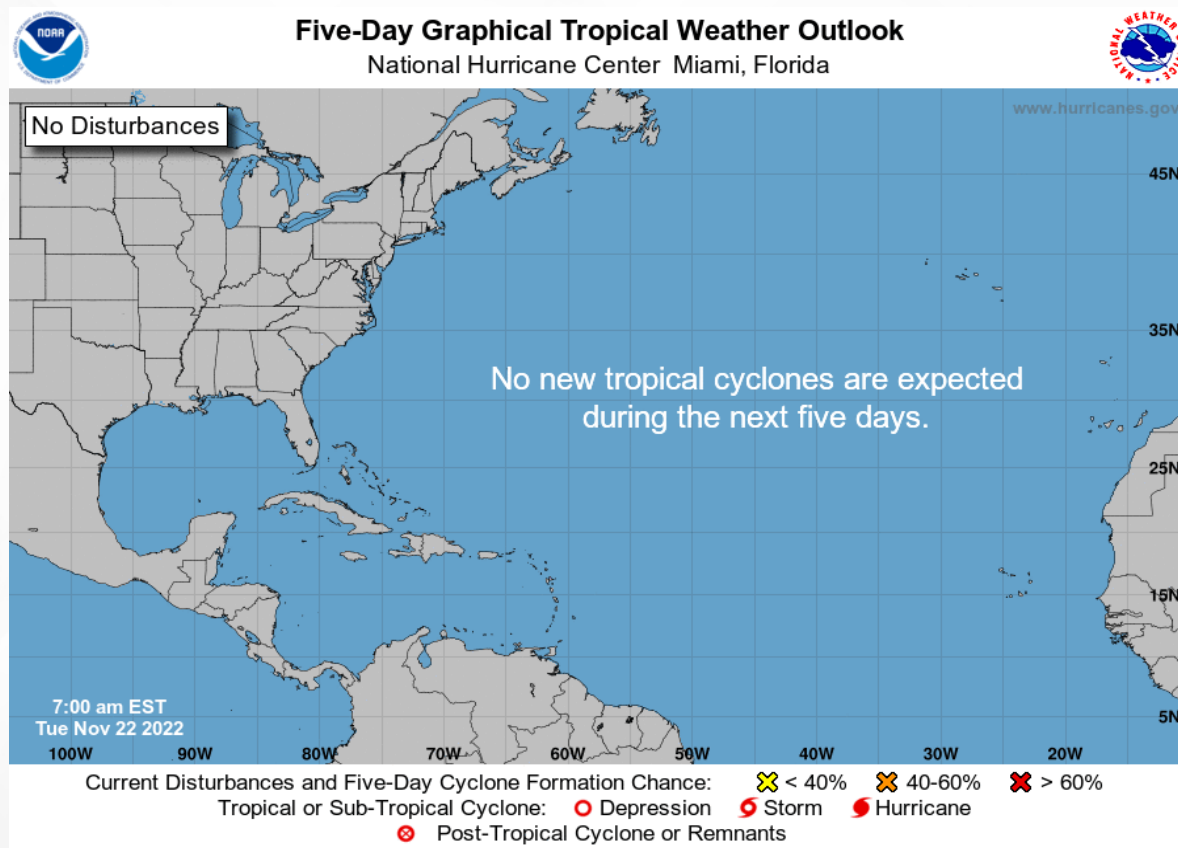 Five-Day Graphical Tropical Weather Outlook
National Hurricane Center Miami, Florida
NOAA
No Disturbances
www.hurricanes.gov
45N
35N
No new tropical cyclones are expected
during the next five days.
25N
15N
7:00 am EST
Tue Nov 22 2022
5N
100W 90W 80W 70W 60W 50W 40W 30W 20W
Current Disturbances and Five-Day Cyclone Formation Chance: < 40% 40-60% > 60%
Tropical or Sub-Tropical Cyclone: Depression Storm Hurricane
Post-Tropical Cyclone or Remnants